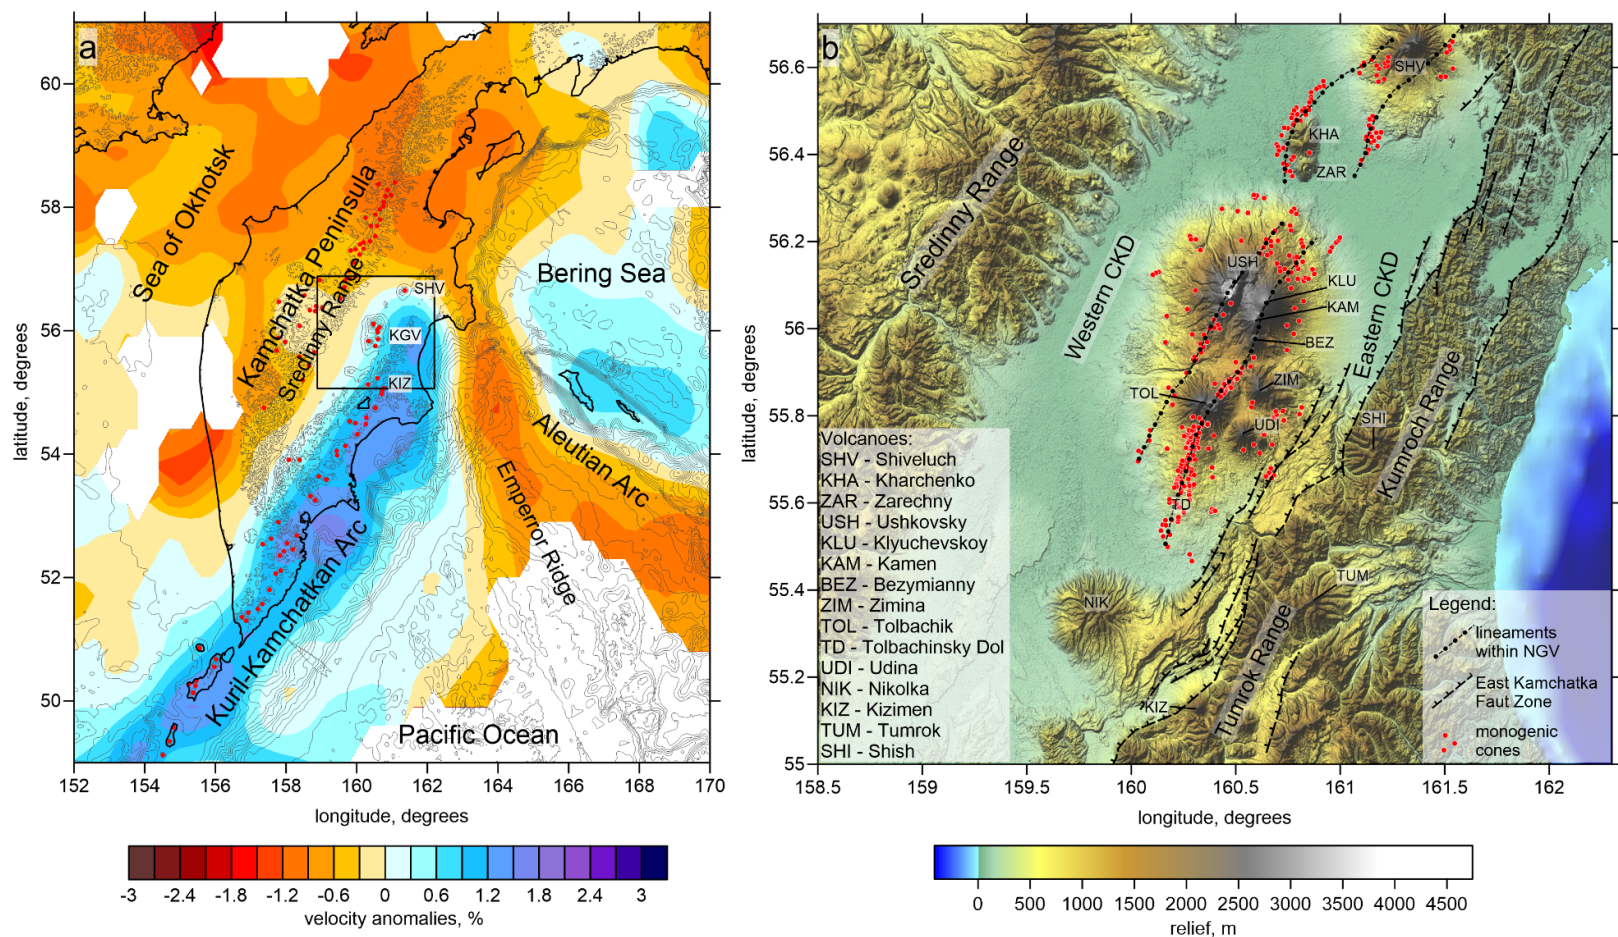 a
60
58
56
54
52
50
latitude, degrees
152
154
156
158
160
162
164
166
168
170
longitude, degrees
Sea of Okhotsk
Kamchatka Peninsula
Sredinny Range
SHV
KGV
KIZ
Bering Sea
Aleutian Arc
Emperror Ridge
Kuril-Kamchatkan Arc
Pacific Ocean
-3
-2.4
-1.8
-1.2
-0.6
0
0.6
1.2
1.8
2.4
3
velocity anomalies, %
b
56.6
56.4
56.2
56
55.8
55.6
55.4
55.2
55
latitude, degrees
158.5
159
159.5
160
160.5
161
161.5
162
longitude, degrees
SHV
KHA
ZAR
Sredinny Range
Western CKD
USH
KLU
KAM
BEZ
Eastern CKD
ZIM
TOL
UDI
SHI
Kumroch Range
TD
NIK
TUM
Tumrok Range
KIZ
Volcanoes:
SHV - Shiveluch
KHA - Kharchenko
ZAR - Zarechny
USH - Ushkovsky
KLU - Klyuchevskoy
KAM - Kamen
BEZ - Bezymianny
ZIM - Zimina
TOL - Tolbachik
TD - Tolbachinsky Dol
UDI - Udina
NIK - Nikolka
KIZ - Kizimen
TUM - Tumrok
SHI - Shish
Legend:
lineaments
within NGV
East Kamchatka
Faut Zone
monogenic
cones
0
500
1000
1500
2000
2500
3000
3500
4000
4500
relief, m